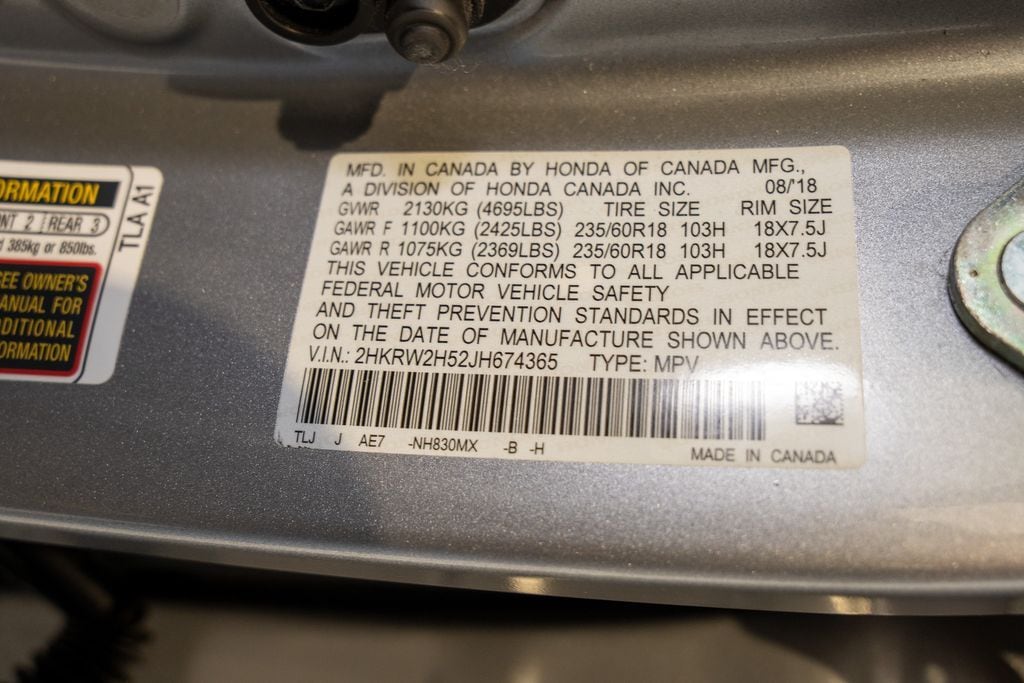 ORMATION
NT 2 REAR 3
385kg or 850lbs.
EE OWNER'S
ANUAL FOR
DITIONAL
ORMATION
TLA A1
MFD. IN CANADA BY HONDA OF CANADA MFG.,
A DIVISION OF HONDA CANADA INC. 08/'18
GVWR 2130KG (4695LBS) TIRE SIZE RIM SIZE
GAWR F 1100KG (2425LBS) 235/60R18 103H 18X7.5J
GAWR R 1075KG (2369LBS) 235/60R18 103H 18X7.5J
THIS VEHICLE CONFORMS TO ALL APPLICABLE
FEDERAL MOTOR VEHICLE SAFETY
AND THEFT PREVENTION STANDARDS IN EFFECT
ON THE DATE OF MANUFACTURE SHOWN ABOVE.
V.I.N.: 2HKRW2H52JH674365 TYPE: MPV
TLJ J AE7 -NH830MX -B -H
MADE IN CANADA